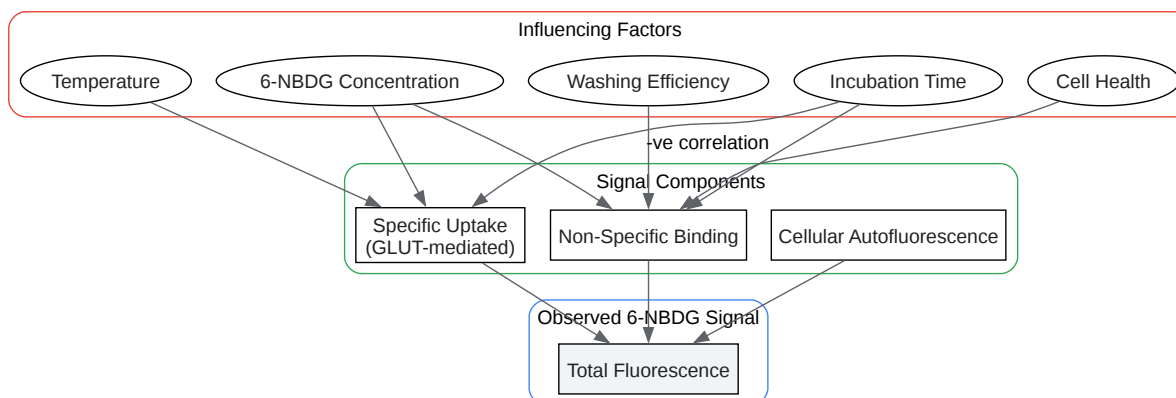 Influencing Factors
Temperature
6-NBDG Concentration
Washing Efficiency
Incubation Time
Cell Health
-ve correlation
Signal Components
Specific Uptake
(GLUT-mediated)
Non-Specific Binding
Cellular Autofluorescence
Observed 6-NBDG Signal
Total Fluorescence